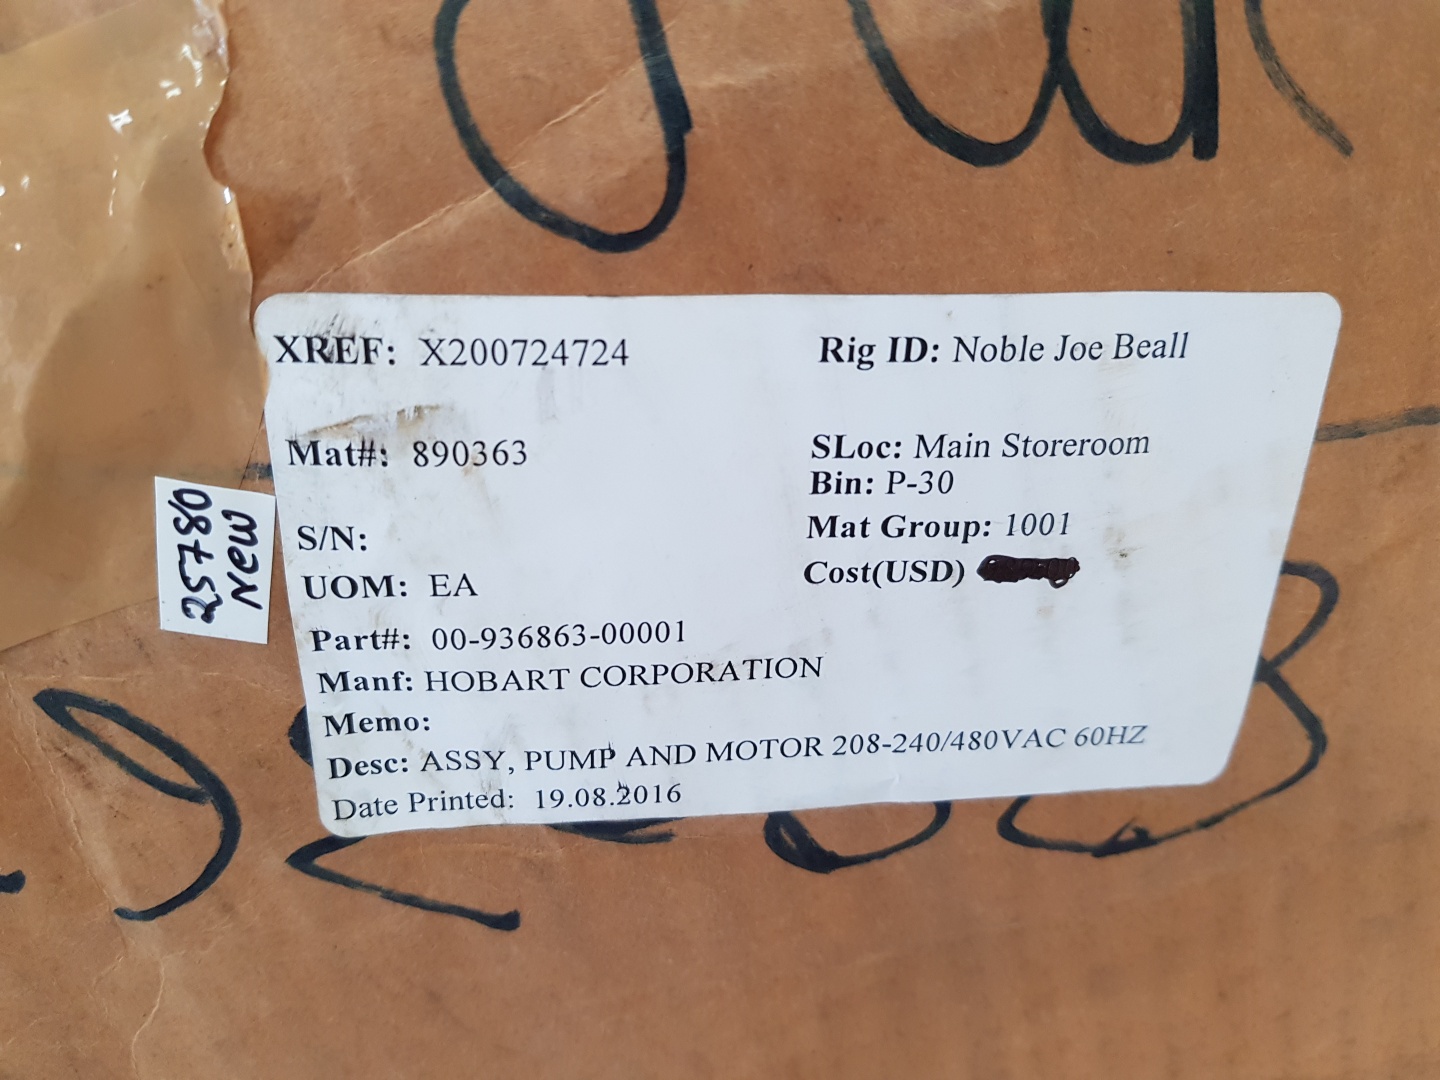 XREF: X200724724
Rig ID: Noble Joe Beall
Mat#: 890363
SLoc: Main Storeroom
Bin: P-30
S/N:
Mat Group: 1001
UOM: EA
Cost(USD)
Part#: 00-936863-00001
Manf: HOBART CORPORATION
Memo:
Desc: ASSY, PUMP AND MOTOR 208-240/480VAC 60HZ
Date Printed: 19.08.2016
25780
New